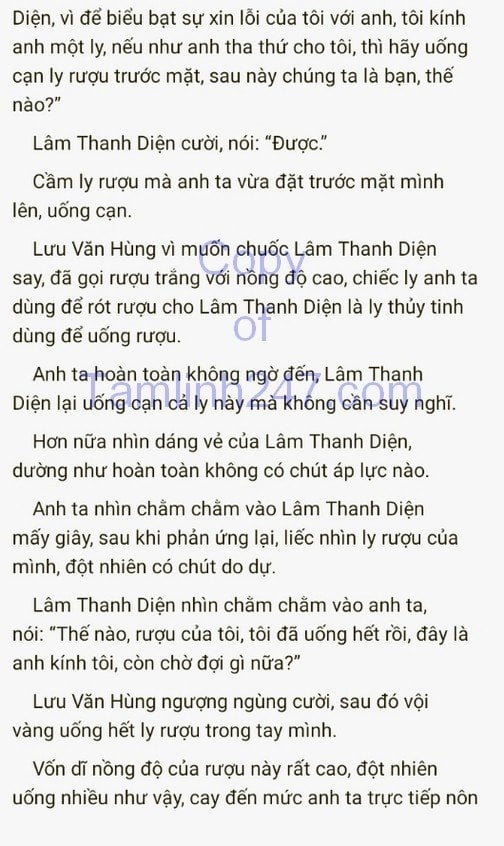 Diện, vì để biểu bạt sự xin lỗi của tôi với anh, tôi kính
anh một ly, nếu như anh tha thứ cho tôi, thì hãy uống
cạn ly rượu trước mặt, sau này chúng ta là bạn, thế
nào?”
Lâm Thanh Diện cười, nói: “Được.”
Cầm ly rượu mà anh ta vừa đặt trước mặt mình
lên, uống cạn.
Lưu Văn Hùng vì muốn chuốc Lâm Thanh Diện
say, đã gọi rượu trắng với nồng độ cao, chiếc ly anh ta
dùng để rót rượu cho Lâm Thanh Diện là ly thủy tinh
dùng để uống rượu.
Anh ta hoàn toàn không ngờ đến, Lâm Thanh
Diện lại uống cạn cả ly này mà không cần suy nghĩ.
Hơn nữa nhìn dáng vẻ của Lâm Thanh Diện,
dường như hoàn toàn không có chút áp lực nào.
Anh ta nhìn chằm chằm vào Lâm Thanh Diện
mấy giây, sau khi phản ứng lại, liếc nhìn ly rượu của
mình, đột nhiên có chút do dự.
Lâm Thanh Diện nhìn chằm chằm vào anh ta,
nói: “Thế nào, rượu của tôi, tôi đã uống hết rồi, đây là
anh kính tôi, còn chờ đợi gì nữa?”
Lưu Văn Hùng ngượng ngùng cười, sau đó vội
vàng uống hết ly rượu trong tay mình.
Vốn dĩ nồng độ của rượu này rất cao, đột nhiên
uống nhiều như vậy, cay đến mức anh ta trực tiếp nôn
Copy
of
Tamlinh247.com